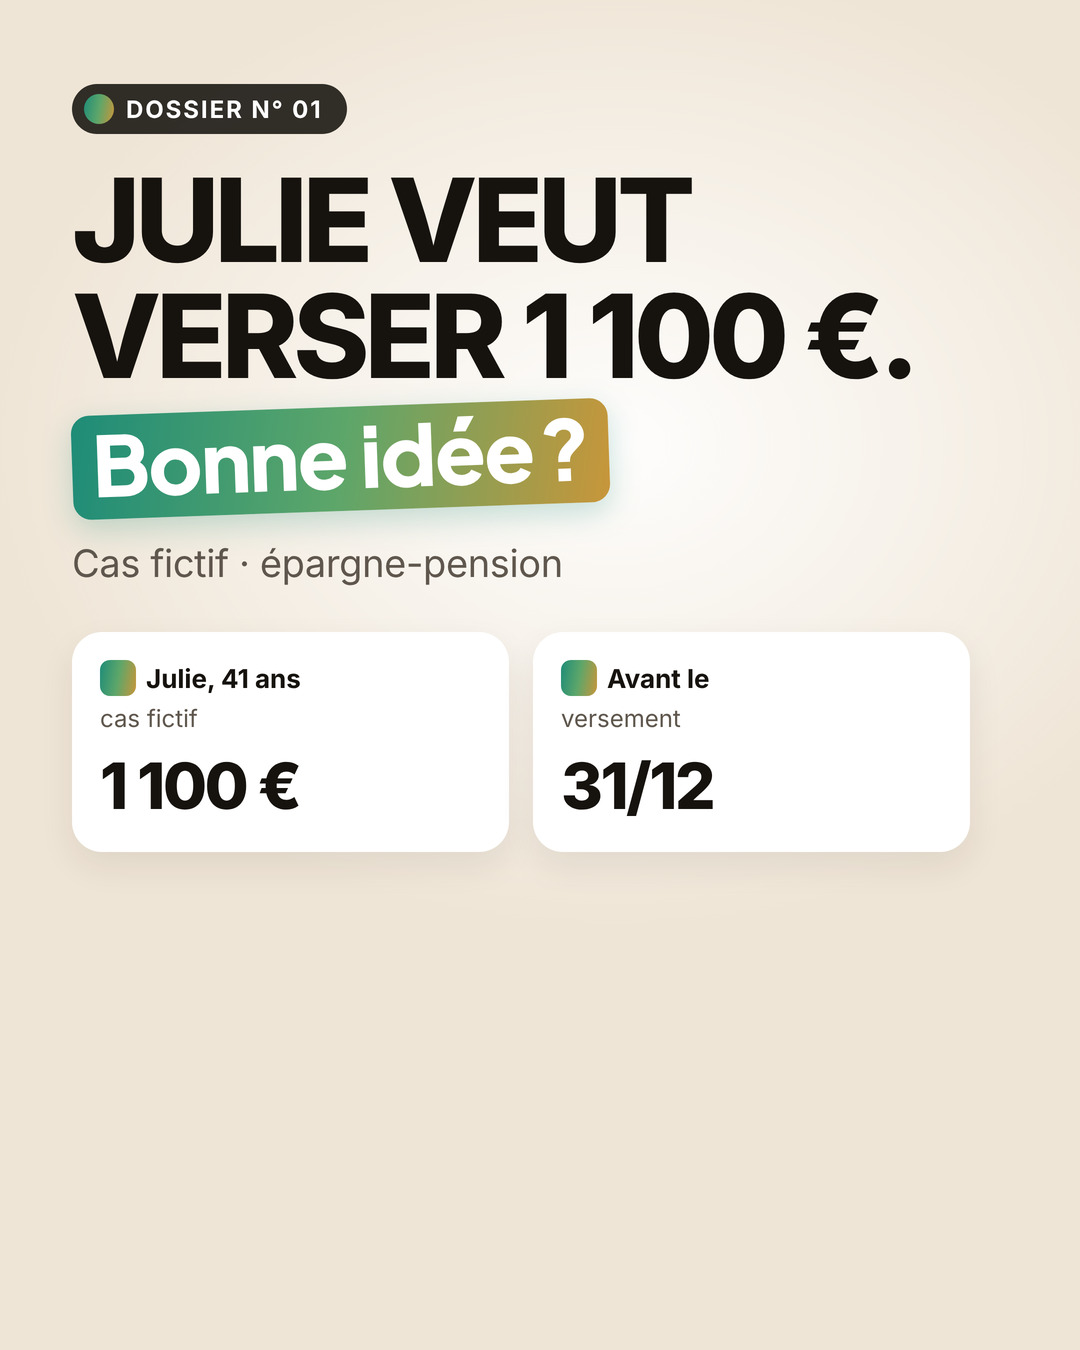 DOSSIER N° 01
JULIE VEUT
VERSER 1 100 €.
Bonne idée ?
Cas fictif · épargne-pension
Julie, 41 ans
cas fictif
1 100 €
Avant le
versement
31/12